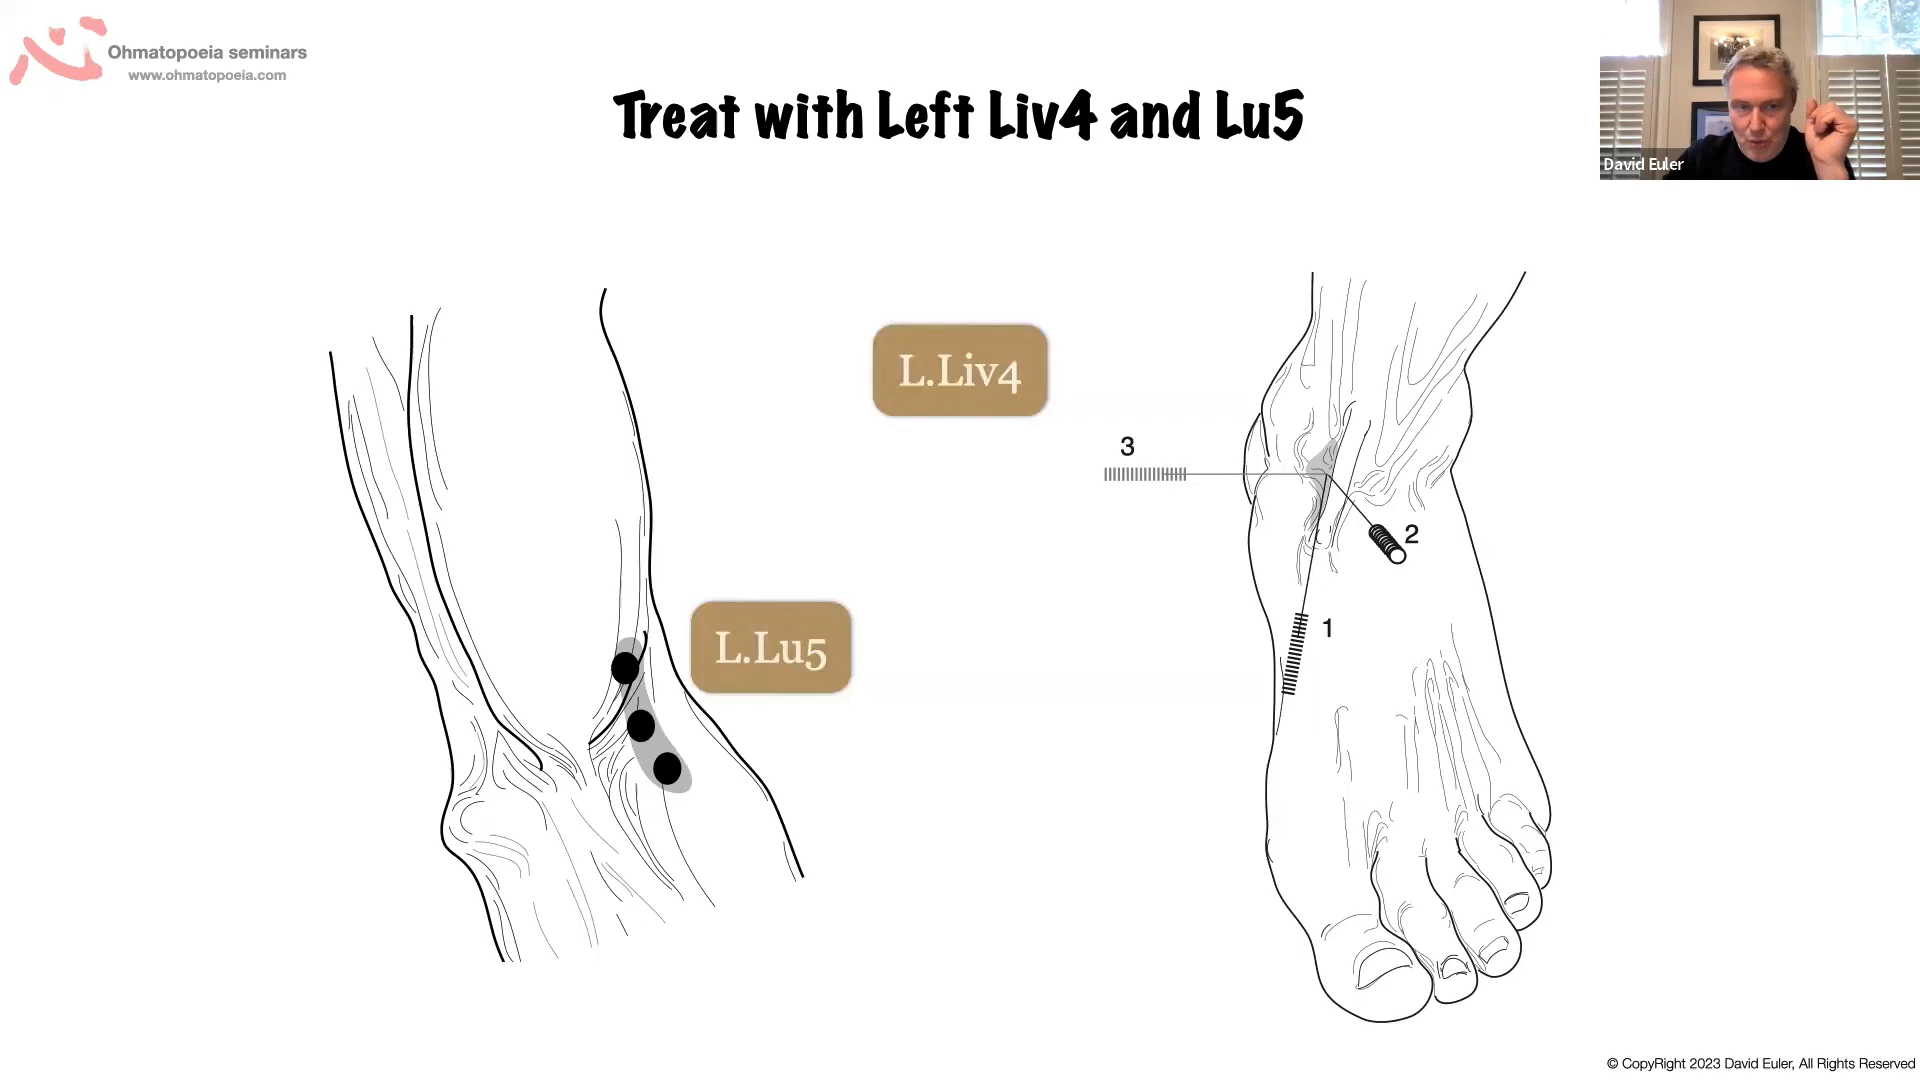 Ohmatopoeia seminars
www.ohmatopoeia.com
Treat with Left Liv4 and Lu5
David Euler
L.Liv4
3
2
1
L.Lu5
© CopyRight 2023 David Euler, All Rights Reserved